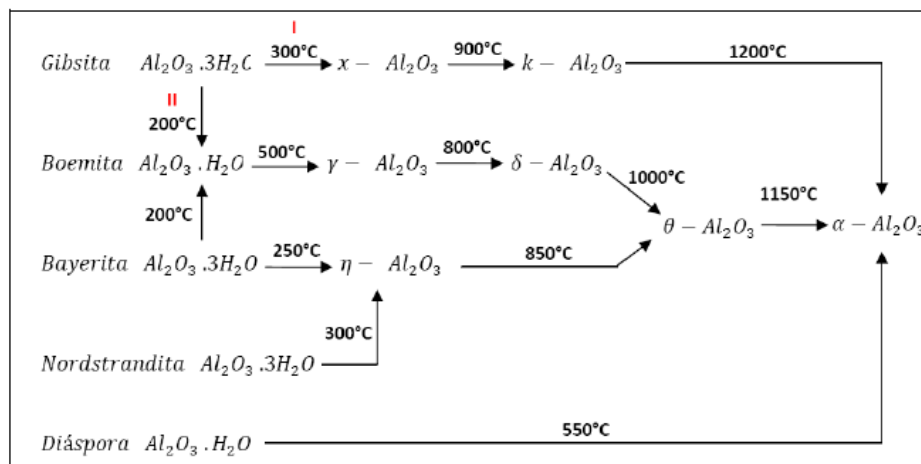 I
Gibsita Al₂O₃ .3H₂O 300°C x − Al₂O₃ 900°C k − Al₂O₃ 1200°C
II
200°C
Boemita Al₂O₃ . H₂O 500°C γ − Al₂O₃ 800°C δ − Al₂O₃
1000°C
200°C
1150°C
θ − Al₂O₃ α − Al₂O₃
Bayerita Al₂O₃ .3H₂O 250°C η − Al₂O₃ 850°C
300°C
Nordstrandita Al₂O₃ .3H₂O
Diáspora Al₂O₃ . H₂O 550°C